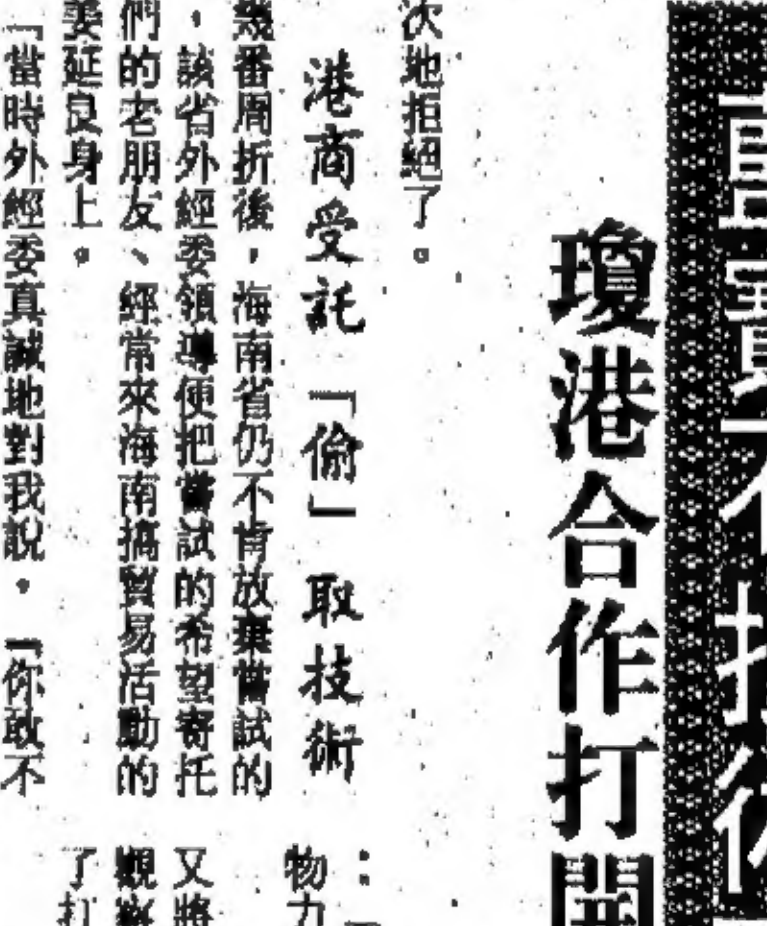 瓊港合作打開
次地拒絕了。
港商受託「偷」取技術
幾番周折後，海南省仍不肯放棄嘗試的
，該省外經委領導便把嘗試的希望寄托
們的老朋友、經常來海南搞貿易活動的
姜延良身上。
「當時外經委真誠地對我說，「你敢不
：「
物力
又將
觀察
了打